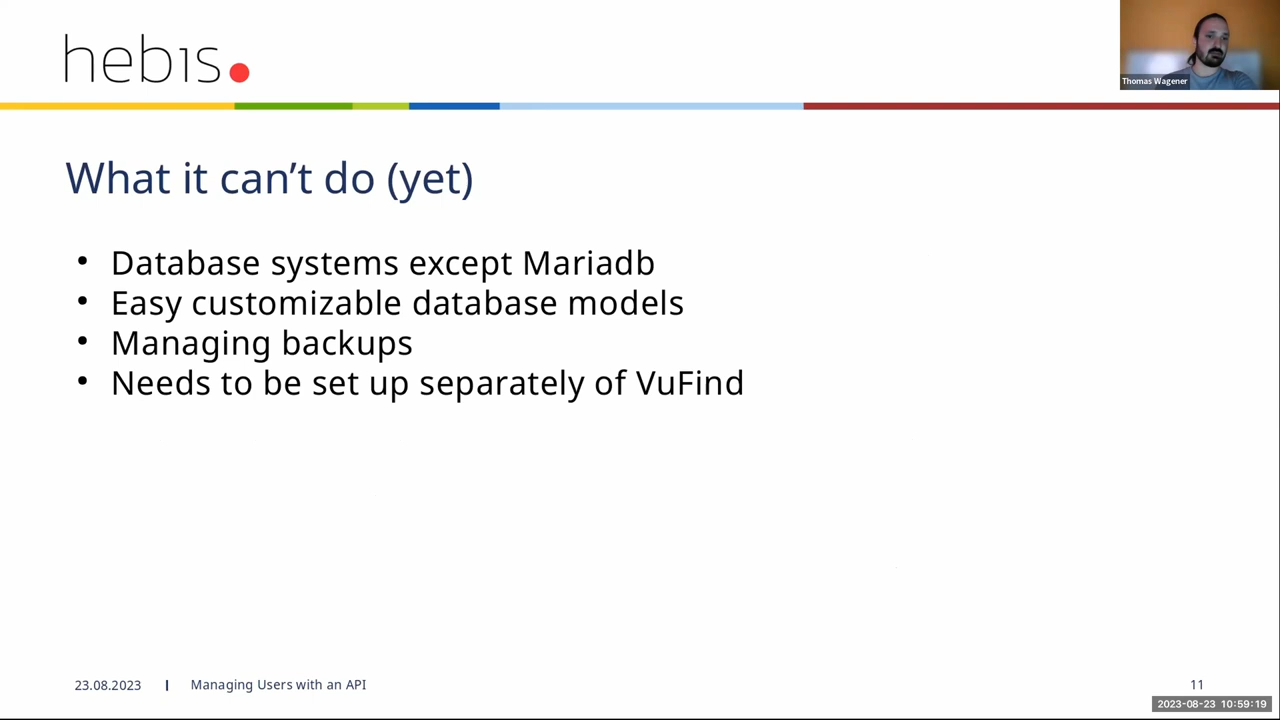 hebis
Thomas Wagener
What it can’t do (yet)
• Database systems except Mariadb
• Easy customizable database models
• Managing backups
• Needs to be set up separately of VuFind
23.08.2023 | Managing Users with an API 11
2023-08-23 10:59:19